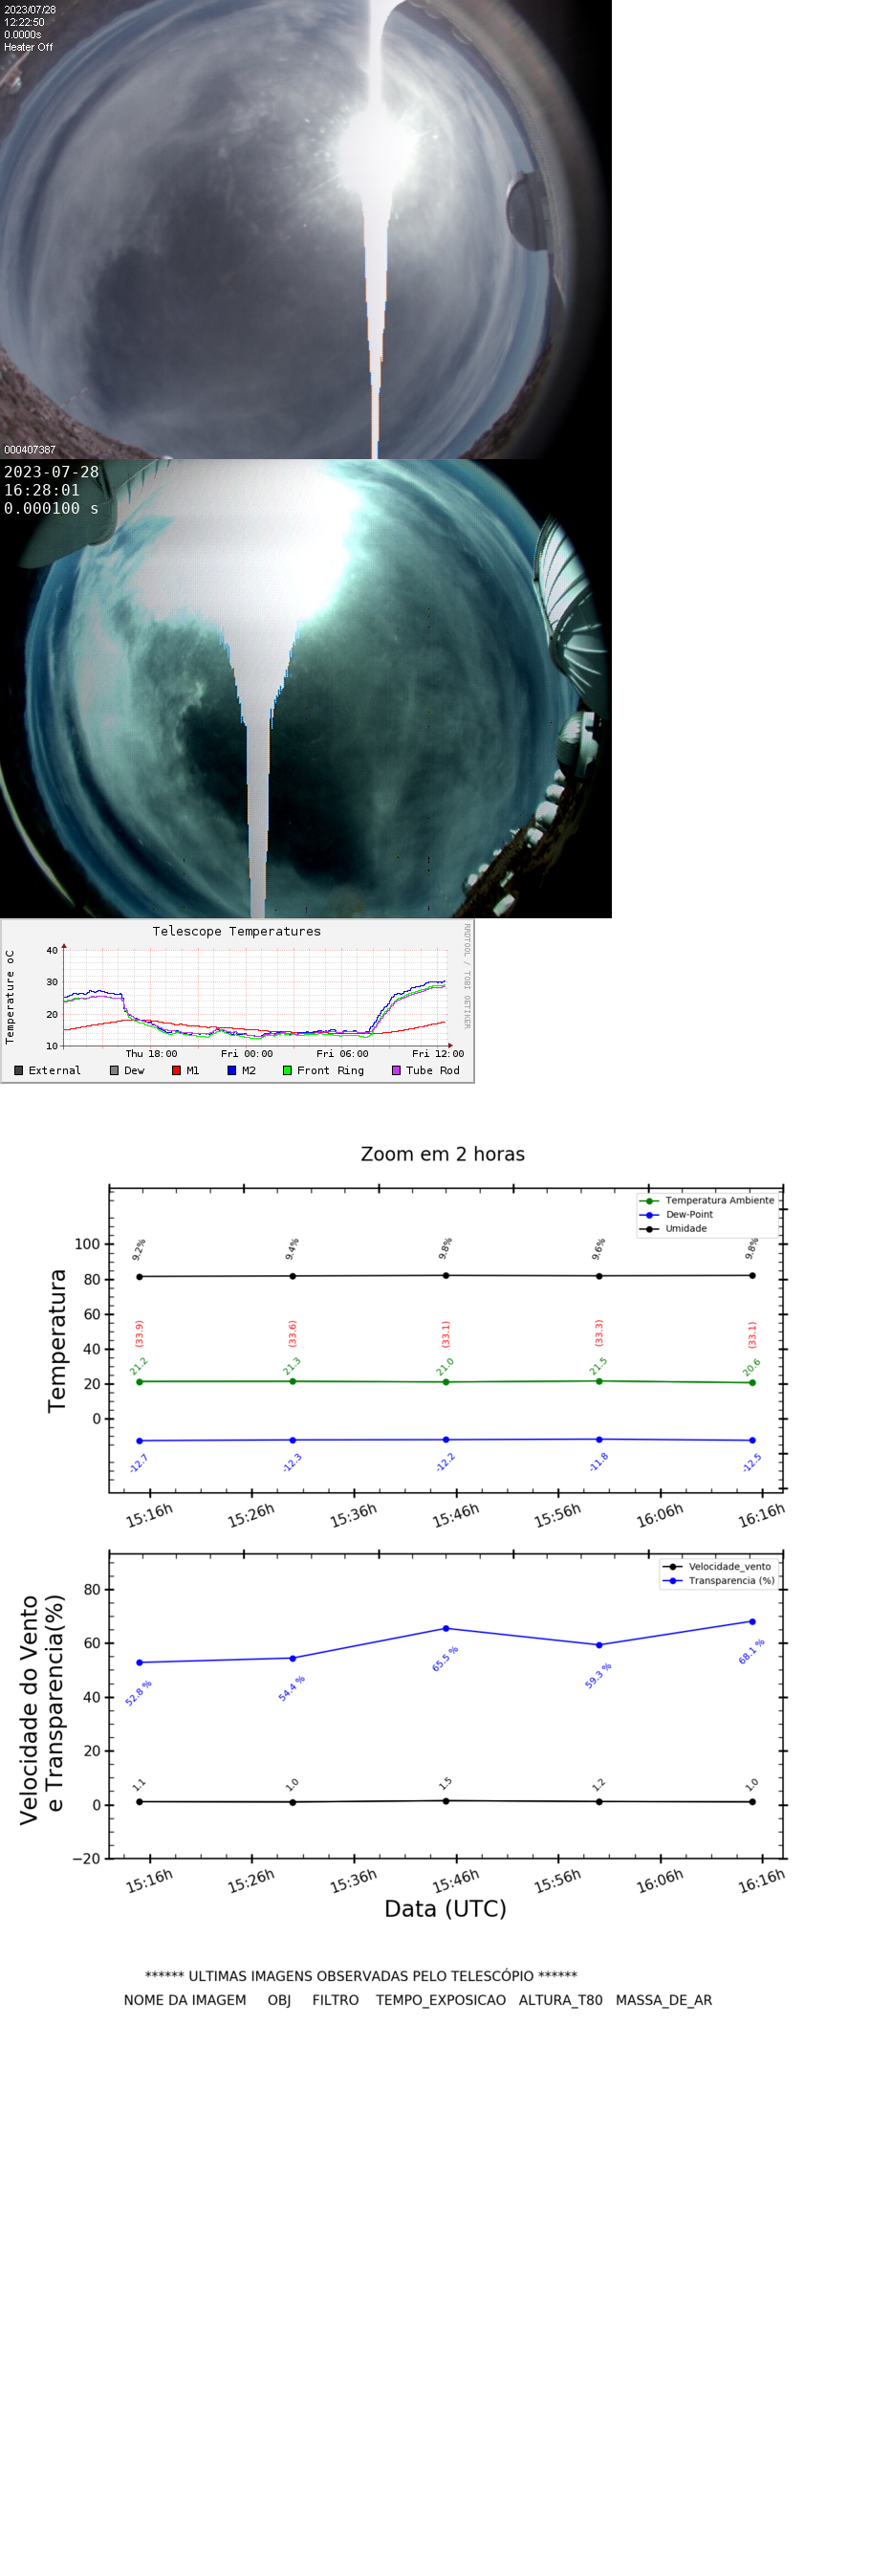 2023/07/28
12:22:50
0.0000s
Heater Off
000407387
2023-07-28
16:28:01
0.000100 s
Telescope Temperatures
RRDTOOL / TOBI OETIKER
Temperature oC
40
30
20
10
Thu 18:00 Fri 00:00 Fri 06:00 Fri 12:00
External Dew M1 M2 Front Ring Tube Rod
Zoom em 2 horas
Temperatura Ambiente
Dew-Point
Umidade
Temperatura
100
80
60
40
20
0
9.2% 9.4% 9.8% 9.6% 9.8%
(33.9) (33.6) (33.1) (33.3) (33.1)
21.2 21.3 21.0 21.5 20.6
-12.7 -12.3 -12.2 -11.8 -12.5
15:16h 15:26h 15:36h 15:46h 15:56h 16:06h 16:16h
Velocidade_vento
Transparencia (%)
Velocidade do Vento
e Transparencia(%)
80
60
40
20
0
−20
52.8 % 54.4 % 65.5 % 59.3 % 68.1 %
1.1 1.0 1.5 1.2 1.0
15:16h 15:26h 15:36h 15:46h 15:56h 16:06h 16:16h
Data (UTC)
****** ULTIMAS IMAGENS OBSERVADAS PELO TELESCÓPIO ******
NOME DA IMAGEM OBJ FILTRO TEMPO_EXPOSICAO ALTURA_T80 MASSA_DE_AR